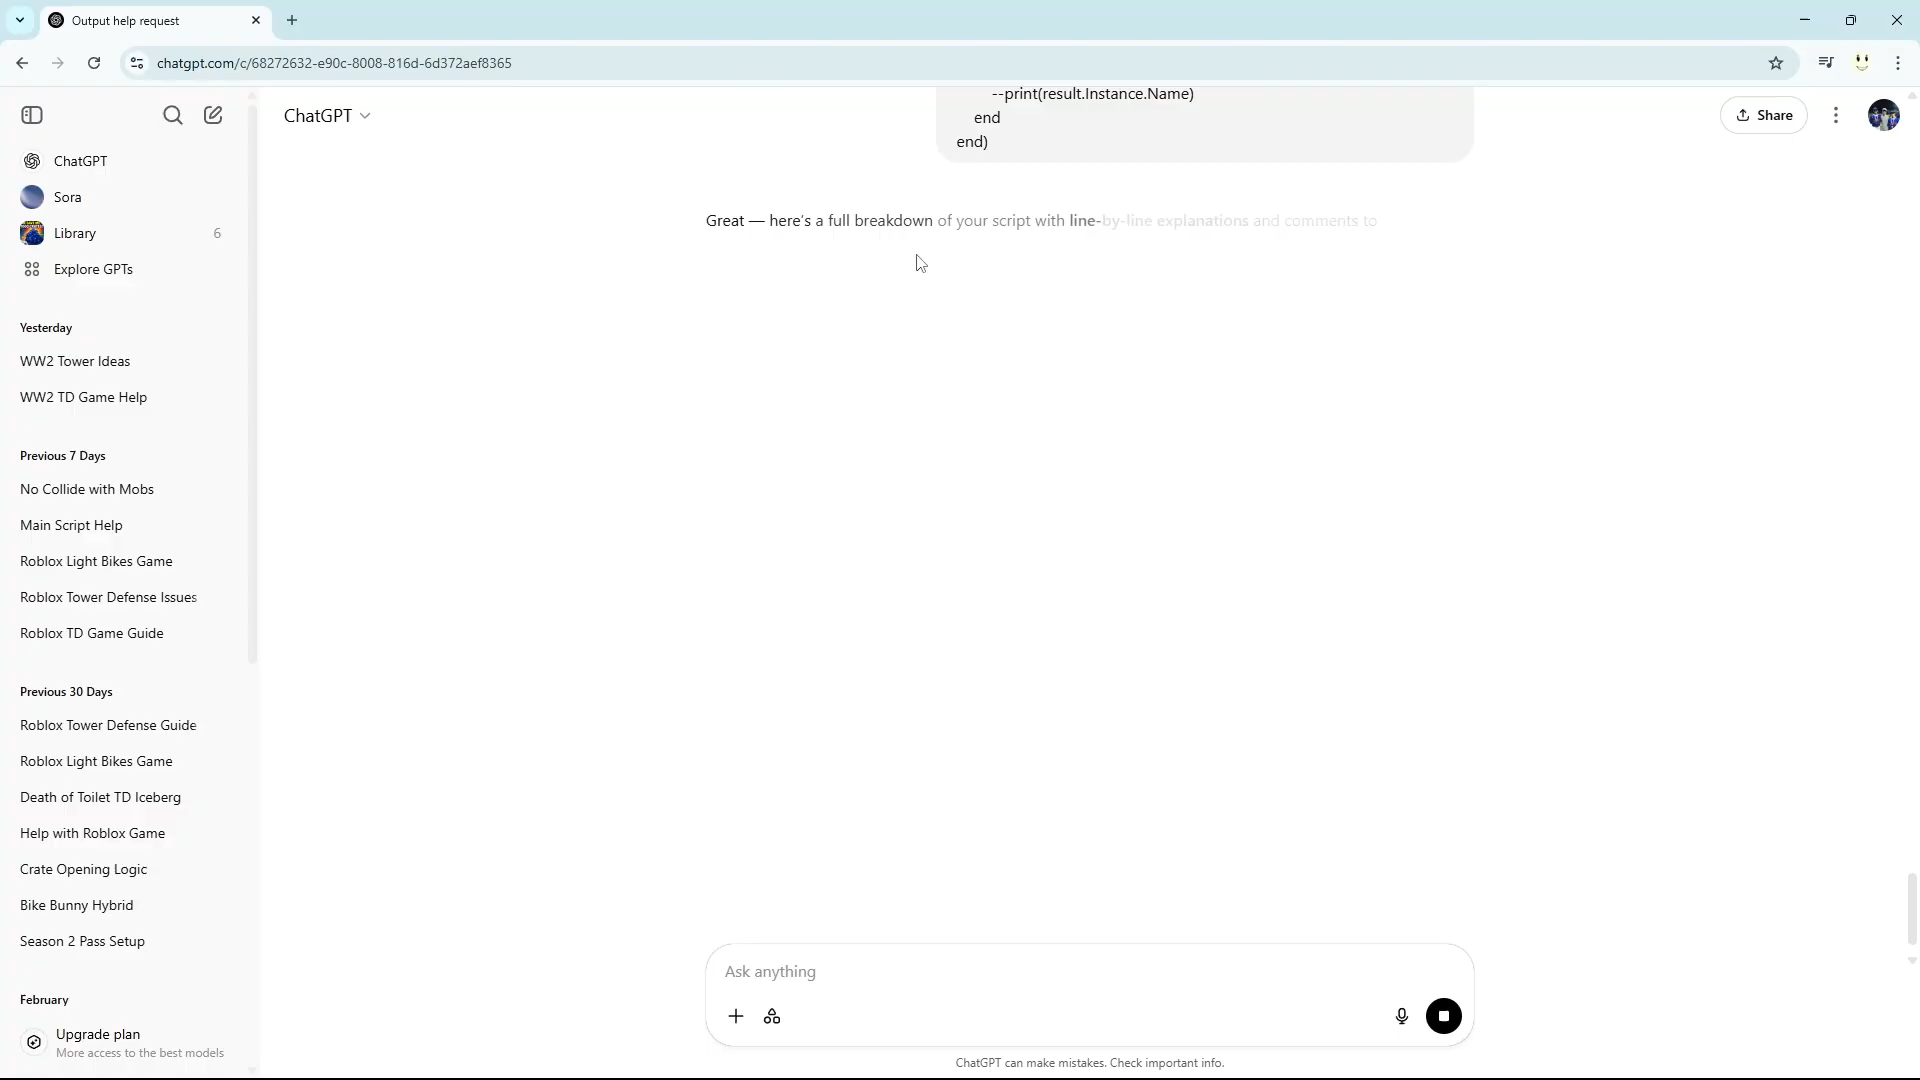 Output help request
chatgpt.com/c/68272632-e90c-8008-816d-6d372aef8365
ChatGPT
Share
--print(result.Instance.Name)
end
end)
Great — here's a full breakdown of your script with line-by-line explanations and comments to
ChatGPT
Sora
Library 6
Explore GPTs
Yesterday
WW2 Tower Ideas
WW2 TD Game Help
Previous 7 Days
No Collide with Mobs
Main Script Help
Roblox Light Bikes Game
Roblox Tower Defense Issues
Roblox TD Game Guide
Previous 30 Days
Roblox Tower Defense Guide
Roblox Light Bikes Game
Death of Toilet TD Iceberg
Help with Roblox Game
Crate Opening Logic
Bike Bunny Hybrid
Season 2 Pass Setup
February
Upgrade plan
More access to the best models
Ask anything
ChatGPT can make mistakes. Check important info.